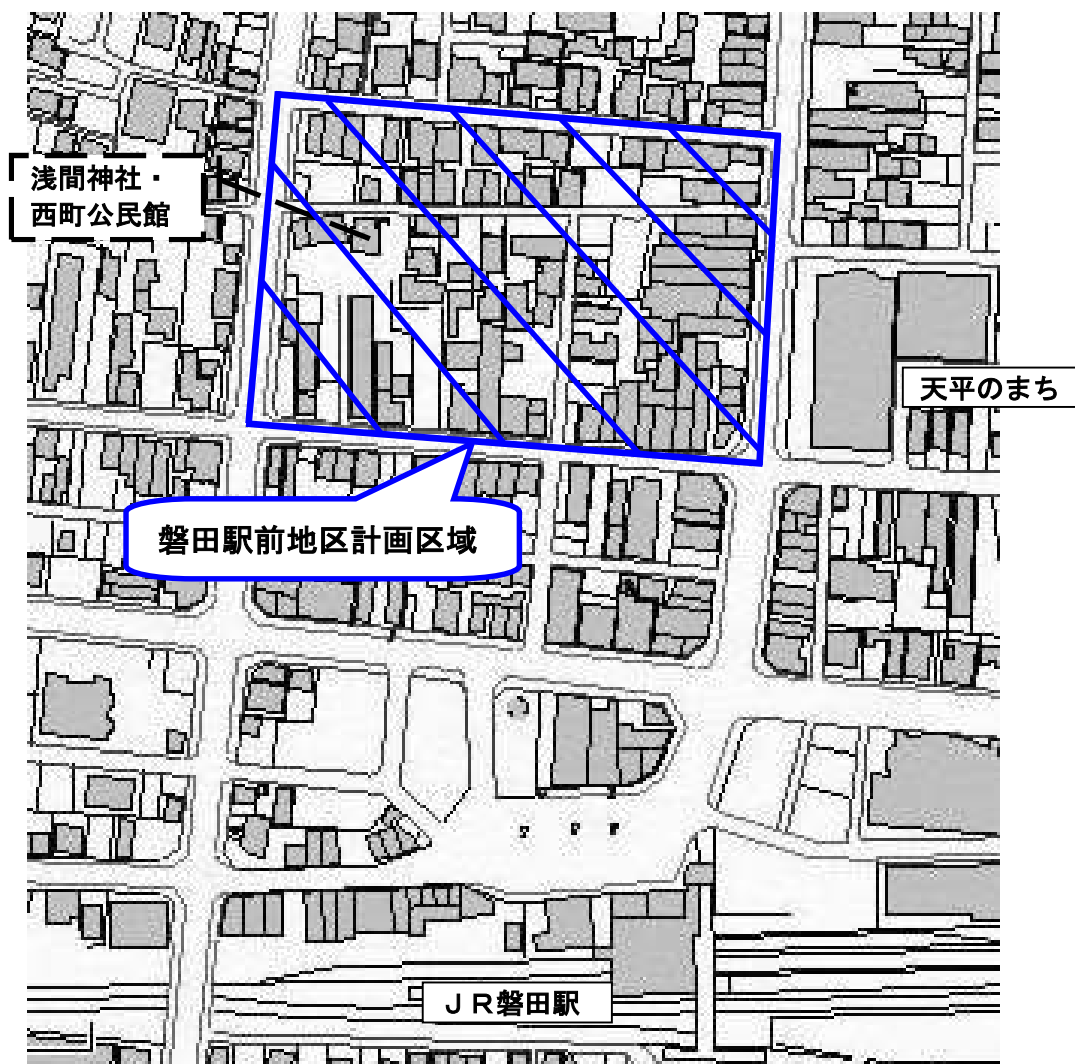 浅間神社・
西町公民館
天平のまち
磐田駅前地区計画区域
ＪＲ磐田駅